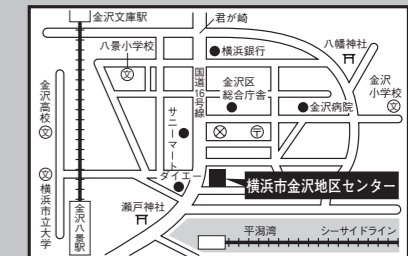 金沢文庫駅
君が崎
八景小学校
横浜銀行
八幡神社
金沢高校
国道16号線
金沢区
総合庁舎
金沢
小学校
金沢病院
サニーマート
文
文
文
文
ダイエー
横浜市金沢地区センター
横浜市立大学
金沢八景駅
瀬戸神社
平潟湾
シーサイドライン